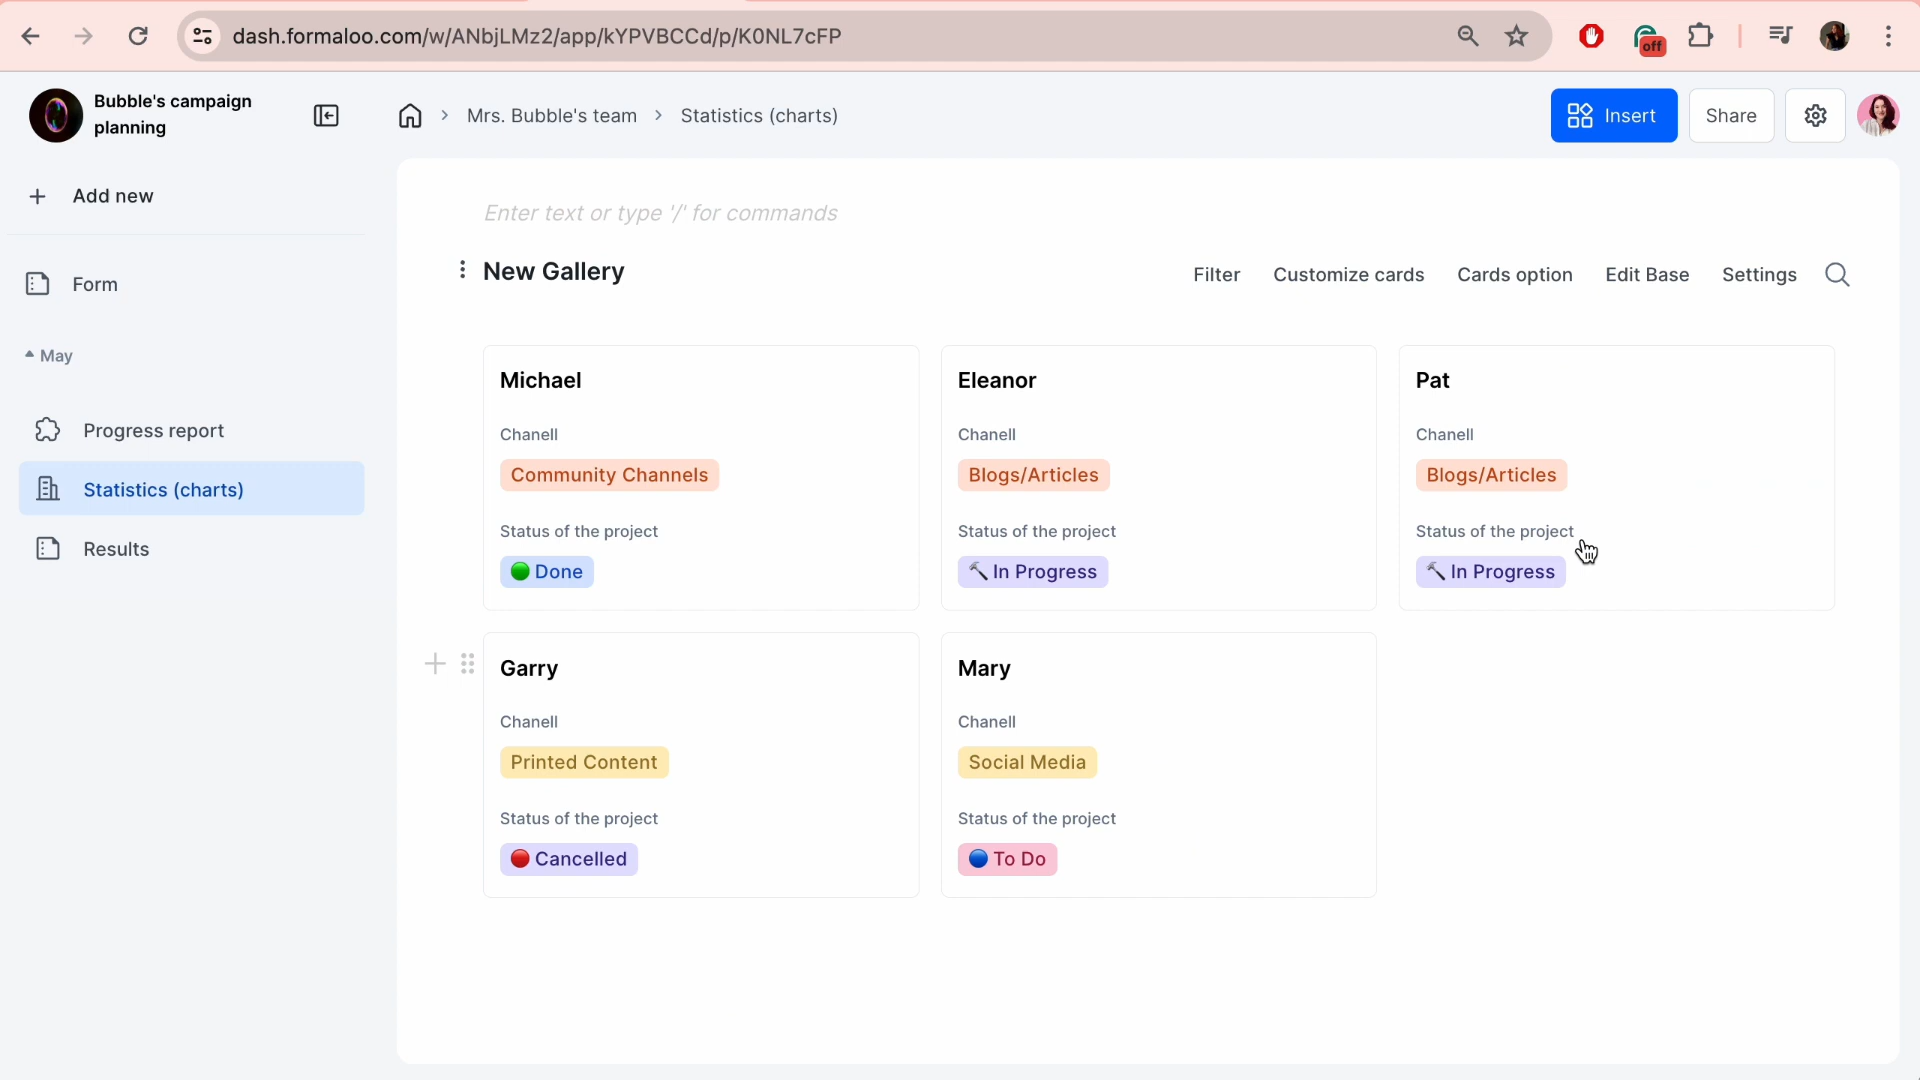 dash.formaloo.com/w/ANbjLMz2/app/kYPVBCCd/p/K0NL7cFP
off
Bubble's campaign
planning
Mrs. Bubble's team
Statistics (charts)
Insert
Share
Add new
Form
May
Progress report
Statistics (charts)
Results
Enter text or type '/' for commands
New Gallery
Filter
Customize cards
Cards option
Edit Base
Settings
Michael
Chanell
Community Channels
Status of the project
Done
Eleanor
Chanell
Blogs/Articles
Status of the project
In Progress
Pat
Chanell
Blogs/Articles
Status of the project
In Progress
Garry
Chanell
Printed Content
Status of the project
Cancelled
Mary
Chanell
Social Media
Status of the project
To Do